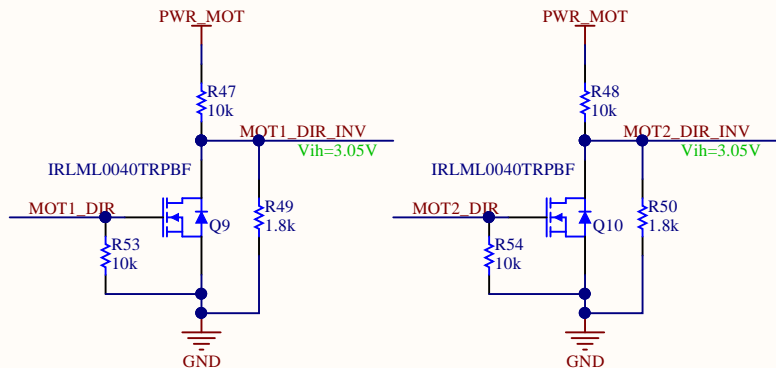 PWR_MOT
PWR_MOT
R47
10k
R48
10k
MOT1_DIR_INV
Vih=3.05V
MOT2_DIR_INV
Vih=3.05V
IRLML0040TRPBF
IRLML0040TRPBF
MOT1_DIR
Q9
R49
1.8k
MOT2_DIR
Q10
R50
1.8k
R53
10k
R54
10k
GND
GND